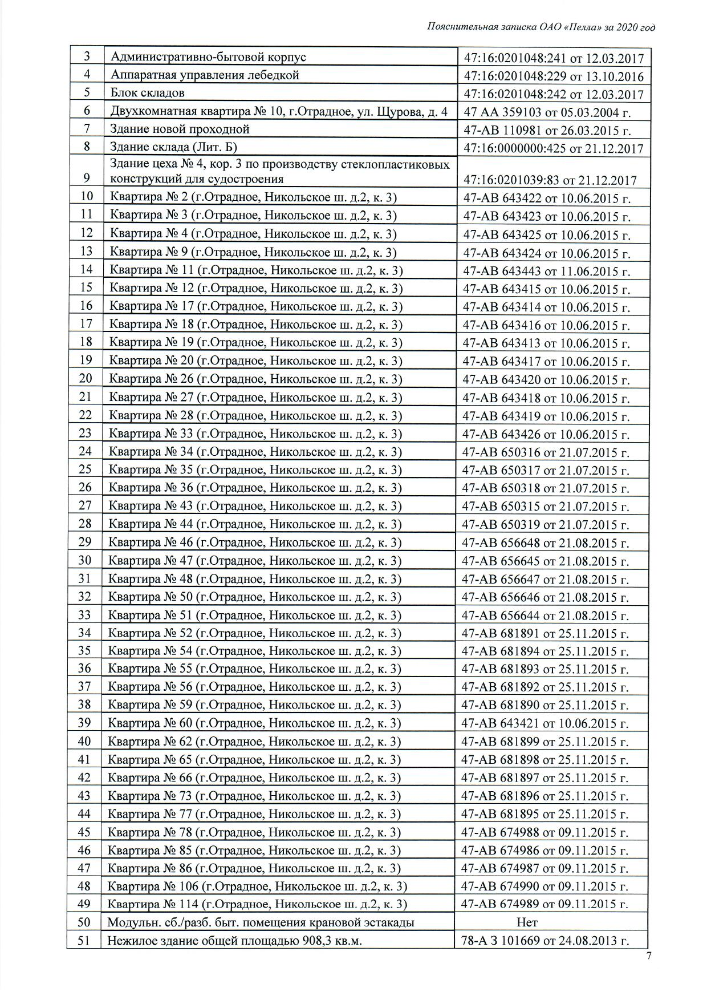 Пояснительная записка ОАО «Пелла» за 2020 год
3 Административно-бытовой корпус 47:16:0201048:241 от 12.03.2017
4 Аппаратная управления лебедкой 47:16:0201048:229 от 13.10.2016
5 Блок складов 47:16:0201048:242 от 12.03.2017
6 Двухкомнатная квартира № 10, г.Отрадное, ул. Щурова, д. 4 47 АА 359103 от 05.03.2004 г.
7 Здание новой проходной 47-АВ 110981 от 26.03.2015 г.
8 Здание склада (Лит. Б) 47:16:0000000:425 от 21.12.2017
Здание цеха № 4, кор. 3 по производству стеклопластиковых
9 конструкций для судостроения 47:16:0201039:83 от 21.12.2017
10 Квартира № 2 (г.Отрадное, Никольское ш. д.2, к. 3) 47-АВ 643422 от 10.06.2015 г.
11 Квартира № 3 (г.Отрадное, Никольское ш. д.2, к. 3) 47-АВ 643423 от 10.06.2015 г.
12 Квартира № 4 (г.Отрадное, Никольское ш. д.2, к. 3) 47-АВ 643425 от 10.06.2015 г.
13 Квартира № 9 (г.Отрадное, Никольское ш. д.2, к. 3) 47-АВ 643424 от 10.06.2015 г.
14 Квартира № 11 (г.Отрадное, Никольское ш. д.2, к. 3) 47-АВ 643443 от 11.06.2015 г.
15 Квартира № 12 (г.Отрадное, Никольское ш. д.2, к. 3) 47-АВ 643415 от 10.06.2015 г.
16 Квартира № 17 (г.Отрадное, Никольское ш. д.2, к. 3) 47-АВ 643414 от 10.06.2015 г.
17 Квартира № 18 (г.Отрадное, Никольское ш. д.2, к. 3) 47-АВ 643416 от 10.06.2015 г.
18 Квартира № 19 (г.Отрадное, Никольское ш. д.2, к. 3) 47-АВ 643413 от 10.06.2015 г.
19 Квартира № 20 (г.Отрадное, Никольское ш. д.2, к. 3) 47-АВ 643417 от 10.06.2015 г.
20 Квартира № 26 (г.Отрадное, Никольское ш. д.2, к. 3) 47-АВ 643420 от 10.06.2015 г.
21 Квартира № 27 (г.Отрадное, Никольское ш. д.2, к. 3) 47-АВ 643418 от 10.06.2015 г.
22 Квартира № 28 (г.Отрадное, Никольское ш. д.2, к. 3) 47-АВ 643419 от 10.06.2015 г.
23 Квартира № 33 (г.Отрадное, Никольское ш. д.2, к. 3) 47-АВ 643426 от 10.06.2015 г.
24 Квартира № 34 (г.Отрадное, Никольское ш. д.2, к. 3) 47-АВ 650316 от 21.07.2015 г.
25 Квартира № 35 (г.Отрадное, Никольское ш. д.2, к. 3) 47-АВ 650317 от 21.07.2015 г.
26 Квартира № 36 (г.Отрадное, Никольское ш. д.2, к. 3) 47-АВ 650318 от 21.07.2015 г.
27 Квартира № 43 (г.Отрадное, Никольское ш. д.2, к. 3) 47-АВ 650315 от 21.07.2015 г.
28 Квартира № 44 (г.Отрадное, Никольское ш. д.2, к. 3) 47-АВ 650319 от 21.07.2015 г.
29 Квартира № 46 (г.Отрадное, Никольское ш. д.2, к. 3) 47-АВ 656648 от 21.08.2015 г.
30 Квартира № 47 (г.Отрадное, Никольское ш. д.2, к. 3) 47-АВ 656645 от 21.08.2015 г.
31 Квартира № 48 (г.Отрадное, Никольское ш. д.2, к. 3) 47-АВ 656647 от 21.08.2015 г.
32 Квартира № 50 (г.Отрадное, Никольское ш. д.2, к. 3) 47-АВ 656646 от 21.08.2015 г.
33 Квартира № 51 (г.Отрадное, Никольское ш. д.2, к. 3) 47-АВ 656644 от 21.08.2015 г.
34 Квартира № 52 (г.Отрадное, Никольское ш. д.2, к. 3) 47-АВ 681891 от 25.11.2015 г.
35 Квартира № 54 (г.Отрадное, Никольское ш. д.2, к. 3) 47-АВ 681894 от 25.11.2015 г.
36 Квартира № 55 (г.Отрадное, Никольское ш. д.2, к. 3) 47-АВ 681893 от 25.11.2015 г.
37 Квартира № 56 (г.Отрадное, Никольское ш. д.2, к. 3) 47-АВ 681892 от 25.11.2015 г.
38 Квартира № 59 (г.Отрадное, Никольское ш. д.2, к. 3) 47-АВ 681890 от 25.11.2015 г.
39 Квартира № 60 (г.Отрадное, Никольское ш. д.2, к. 3) 47-АВ 643421 от 10.06.2015 г.
40 Квартира № 62 (г.Отрадное, Никольское ш. д.2, к. 3) 47-АВ 681899 от 25.11.2015 г.
41 Квартира № 65 (г.Отрадное, Никольское ш. д.2, к. 3) 47-АВ 681898 от 25.11.2015 г.
42 Квартира № 66 (г.Отрадное, Никольское ш. д.2, к. 3) 47-АВ 681897 от 25.11.2015 г.
43 Квартира № 73 (г.Отрадное, Никольское ш. д.2, к. 3) 47-АВ 681896 от 25.11.2015 г.
44 Квартира № 77 (г.Отрадное, Никольское ш. д.2, к. 3) 47-АВ 681895 от 25.11.2015 г.
45 Квартира № 78 (г.Отрадное, Никольское ш. д.2, к. 3) 47-АВ 674988 от 09.11.2015 г.
46 Квартира № 85 (г.Отрадное, Никольское ш. д.2, к. 3) 47-АВ 674986 от 09.11.2015 г.
47 Квартира № 86 (г.Отрадное, Никольское ш. д.2, к. 3) 47-АВ 674987 от 09.11.2015 г.
48 Квартира № 106 (г.Отрадное, Никольское ш. д.2, к. 3) 47-АВ 674990 от 09.11.2015 г.
49 Квартира № 114 (г.Отрадное, Никольское ш. д.2, к. 3) 47-АВ 674989 от 09.11.2015 г.
50 Модульн. сб./разб. быт. помещения крановой эстакады Нет
51 Нежилое здание общей площадью 908,3 кв.м. 78-А З 101669 от 24.08.2013 г.
7